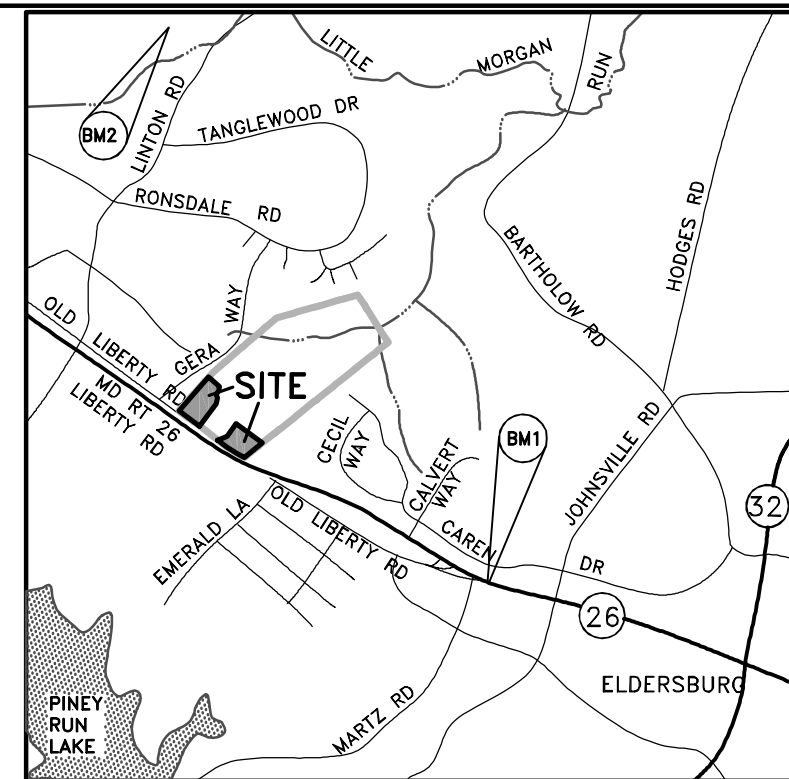 LITTLE MORGAN RUN
BM2
LINTON RD
TANGLEWOOD DR
RONSDALE RD
HODGES RD
BARTHOLOW RD
GERA WAY
OLD LIBERTY RD
MD RT 26
LIBERTY RD
SITE
CECIL
WAY
CALVERT
WAY
BM1
JOHNSVILLE RD
32
EMERALD LA
OLD LIBERTY RD
CAREN DR
26
ELDERSBURG
PINEY
RUN
LAKE
MARTZ RD